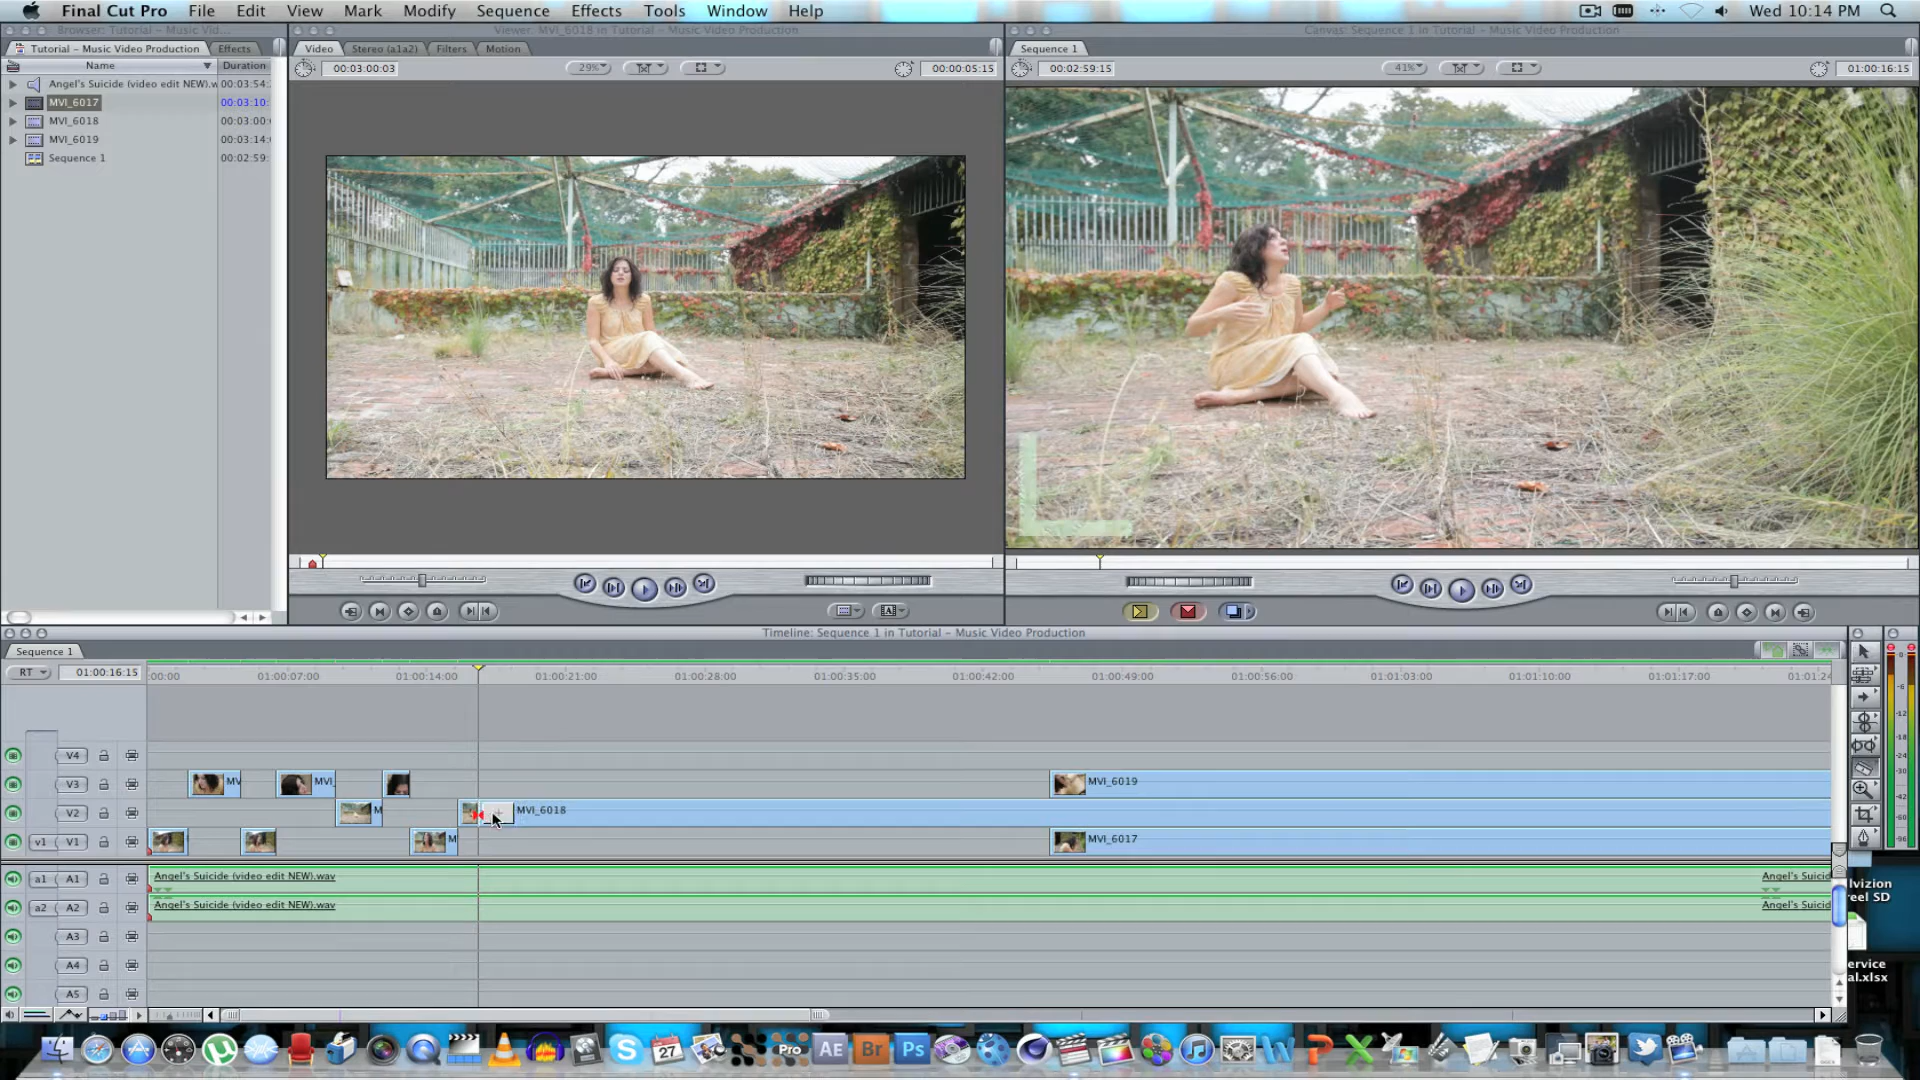 Final Cut Pro File Edit View Mark Modify Sequence Effects Tools Window Help Wed 10:14 PM
Browser: Tutorial – Music Vid...
Viewer: MVI_6018 in Tutorial – Music Video Production
Canvas: Sequence 1 in Tutorial – Music Video Production
Tutorial – Music Video Production Effects
Video Stereo (a1a2) Filters Motion
Sequence 1
Name Duration
00:03:00:03 29% 00:00:05:15
00:02:59:15 41% 01:00:16:15
Angel's Suicide (video edit NEW).w 00:03:54:
MVI_6017 00:03:10:
MVI_6018 00:03:00:
MVI_6019 00:03:14:
Sequence 1 00:02:59:
Timeline: Sequence 1 in Tutorial – Music Video Production
Sequence 1
RT 01:00:16:15 :00:00 01:00:07:00 01:00:14:00 01:00:21:00 01:00:28:00 01:00:35:00 01:00:42:00 01:00:49:00 01:00:56:00 01:01:03:00 01:01:10:00 01:01:17:00 01:01:24
V4
V3 MV MVI_ MVI_6019
V2 M MVI_6018
v1 V1 M MVI_6017
a1 A1 Angel's Suicide (video edit NEW).wav Angel's Suicid
a2 A2 Angel's Suicide (video edit NEW).wav Angel's Suicid
A3
A4
A5
lvizion
reel SD
ervice
al.xlsx
27 Pro AE Br Ps